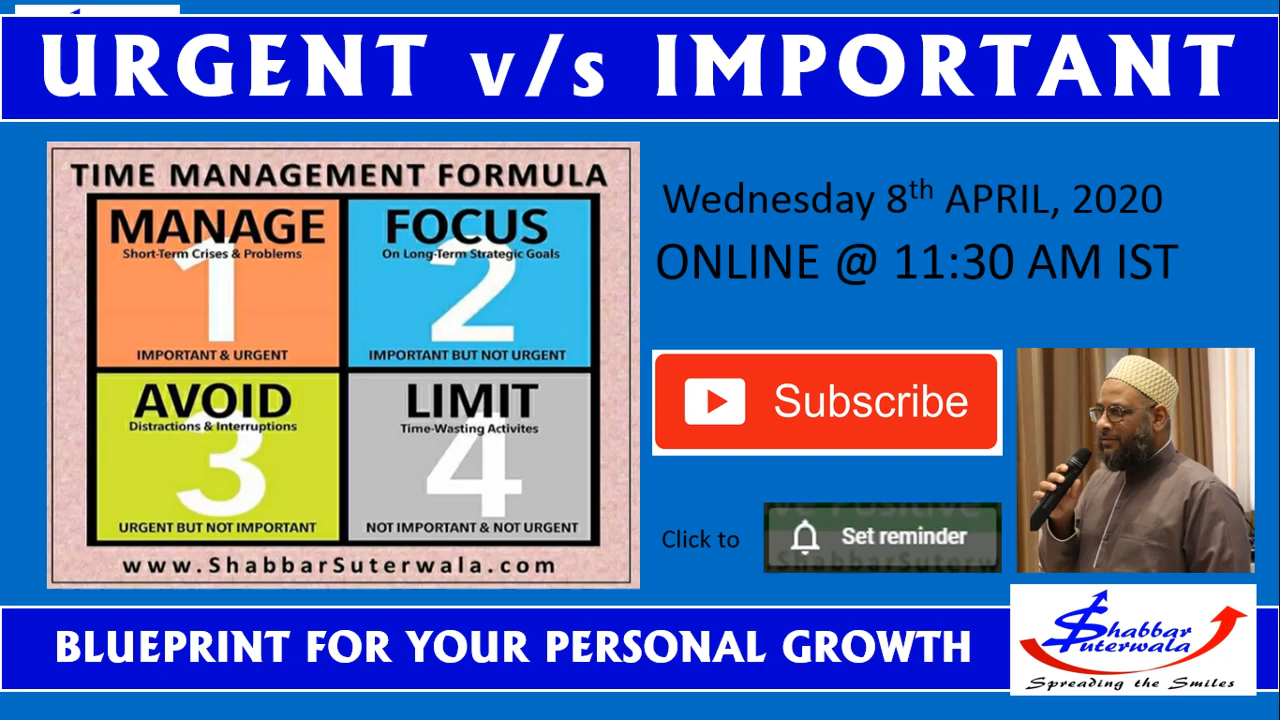 URGENT v/s IMPORTANT
TIME MANAGEMENT FORMULA
MANAGE
Short-Term Crises & Problems
1
IMPORTANT & URGENT
FOCUS
On Long-Term Strategic Goals
2
IMPORTANT BUT NOT URGENT
AVOID
Distractions & Interruptions
3
URGENT BUT NOT IMPORTANT
LIMIT
Time-Wasting Activites
4
NOT IMPORTANT & NOT URGENT
www.ShabbarSuterwala.com
Wednesday 8th APRIL, 2020
ONLINE @ 11:30 AM IST
Subscribe
Click to
Set reminder
BLUEPRINT FOR YOUR PERSONAL GROWTH
Shabbar
Suterwala
Spreading the Smiles